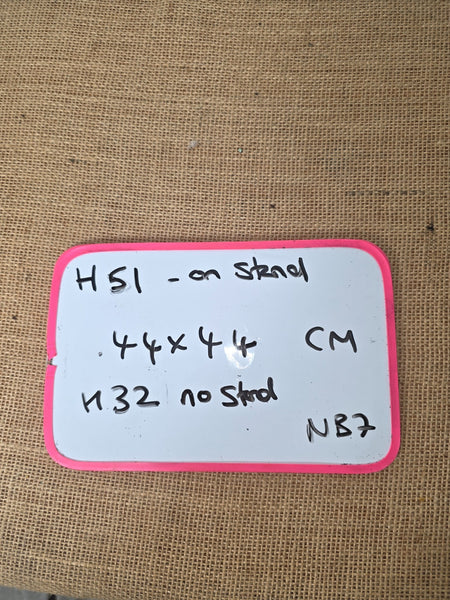 H51 - on Stand
44x44 CM
H32 no Stand
NB7